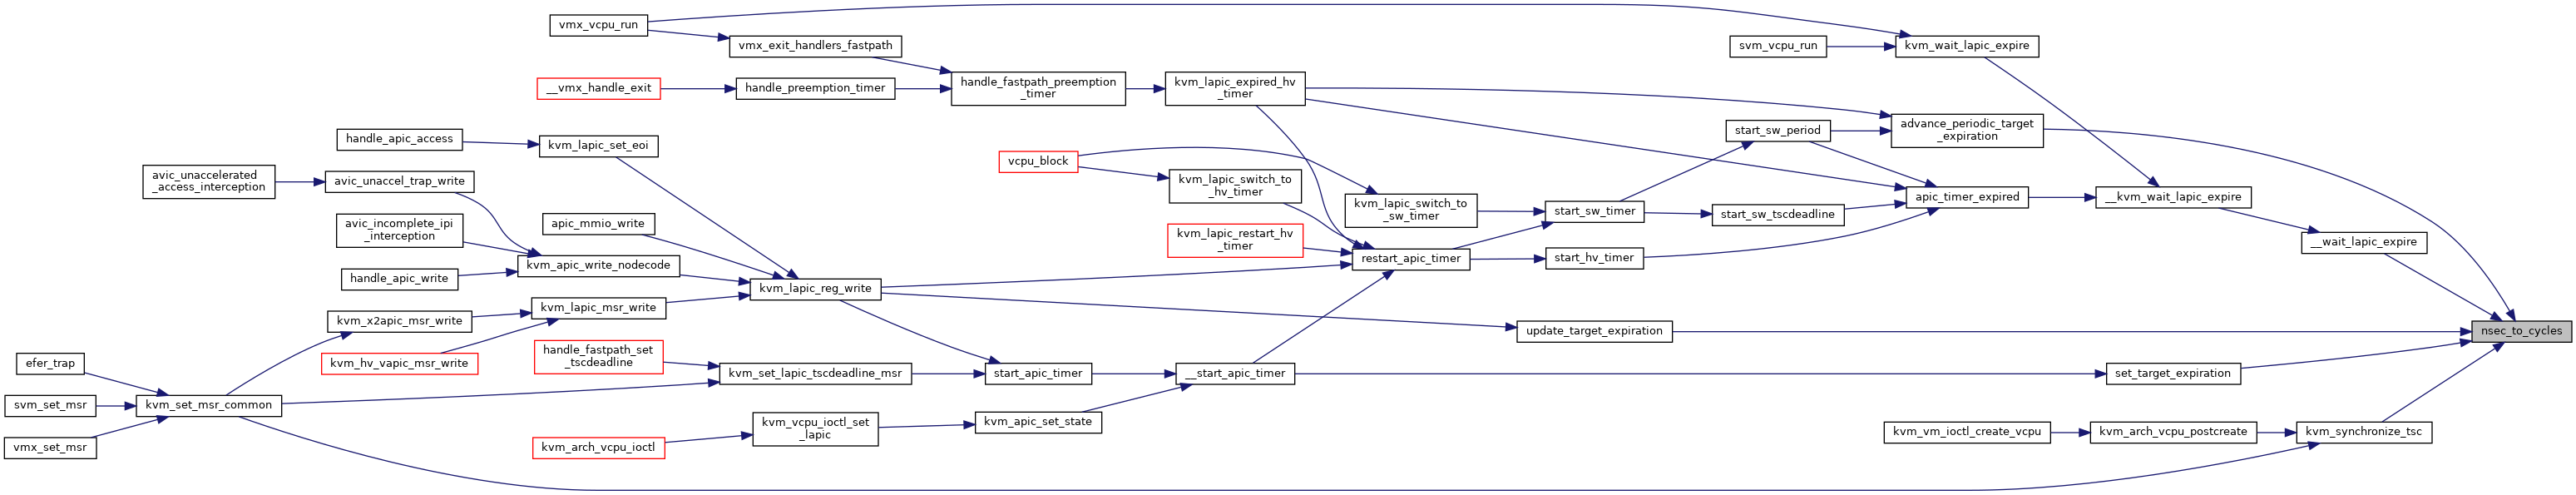 vmx_vcpu_run
vmx_exit_handlers_fastpath
svm_vcpu_run
kvm_wait_lapic_expire
__vmx_handle_exit
handle_preemption_timer
handle_fastpath_preemption
_timer
kvm_lapic_expired_hv
_timer
handle_apic_access
kvm_lapic_set_eoi
start_sw_period
advance_periodic_target
_expiration
vcpu_block
avic_unaccelerated
_access_interception
avic_unaccel_trap_write
kvm_lapic_switch_to
_hv_timer
kvm_lapic_switch_to
_sw_timer
start_sw_timer
start_sw_tscdeadline
apic_timer_expired
__kvm_wait_lapic_expire
avic_incomplete_ipi
_interception
apic_mmio_write
kvm_lapic_restart_hv
_timer
__wait_lapic_expire
kvm_apic_write_nodecode
restart_apic_timer
start_hv_timer
handle_apic_write
kvm_lapic_reg_write
kvm_lapic_msr_write
kvm_x2apic_msr_write
update_target_expiration
nsec_to_cycles
handle_fastpath_set
_tscdeadline
efer_trap
kvm_hv_vapic_msr_write
kvm_set_lapic_tscdeadline_msr
start_apic_timer
__start_apic_timer
set_target_expiration
svm_set_msr
kvm_set_msr_common
kvm_vcpu_ioctl_set
_lapic
kvm_apic_set_state
kvm_vm_ioctl_create_vcpu
kvm_arch_vcpu_postcreate
kvm_synchronize_tsc
vmx_set_msr
kvm_arch_vcpu_ioctl